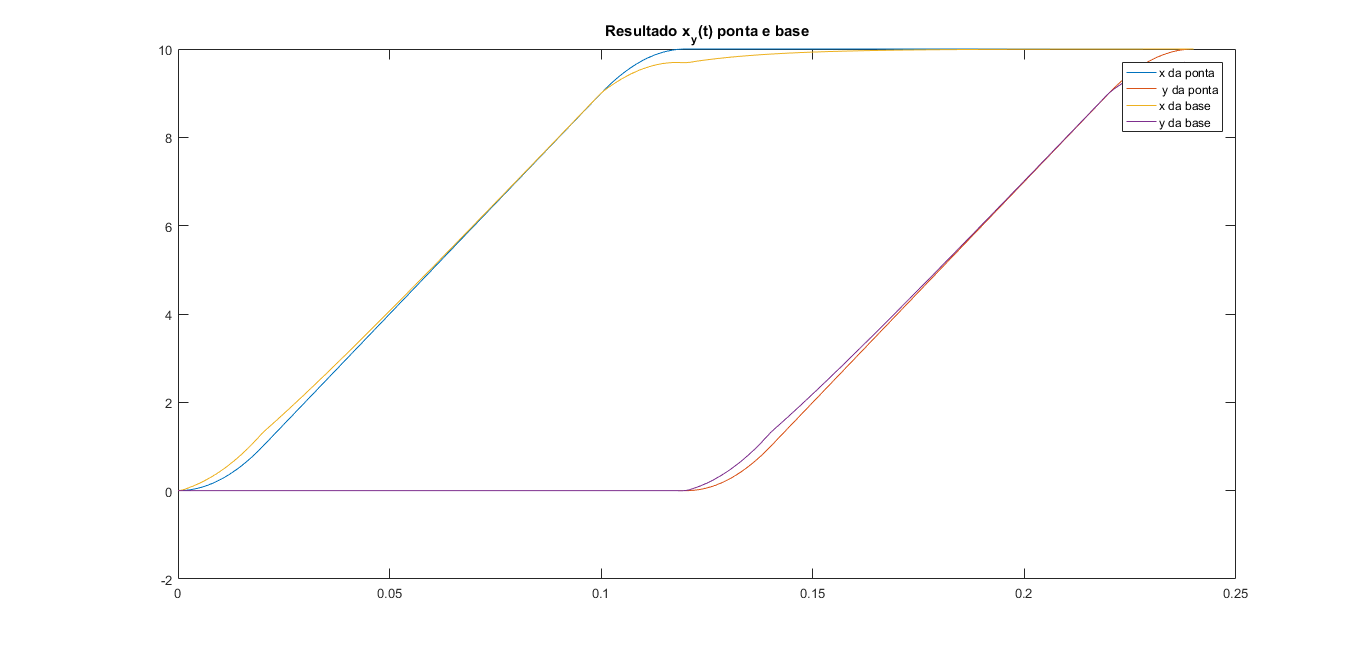 Resultado x_y(t) ponta e base
10
8
6
4
2
0
-2
0 0.05 0.1 0.15 0.2 0.25
x da ponta
y da ponta
x da base
y da base